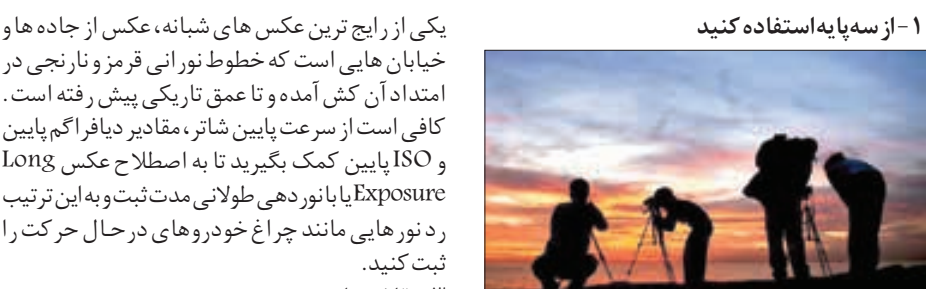 ۱-از سه‌پایه استفاده کنید
یکی از رایج ترین عکس های شبانه، عکس از جاده ها و
خیابان هایی است که خطوط نورانی قرمز و نارنجی در
امتداد آن کش آمده و تا عمق تاریکی پیش رفته است.
کافی است از سرعت پایین شاتر، مقادیر دیافراگم پایین
و ISO پایین کمک بگیرید تا به اصطلاح عکس Long
Exposure یا با نوردهی طولانی مدت ثبت و به این ترتیب
رد نورهایی مانند چراغ خودروهای در حال حرکت را
ثبت کنید.